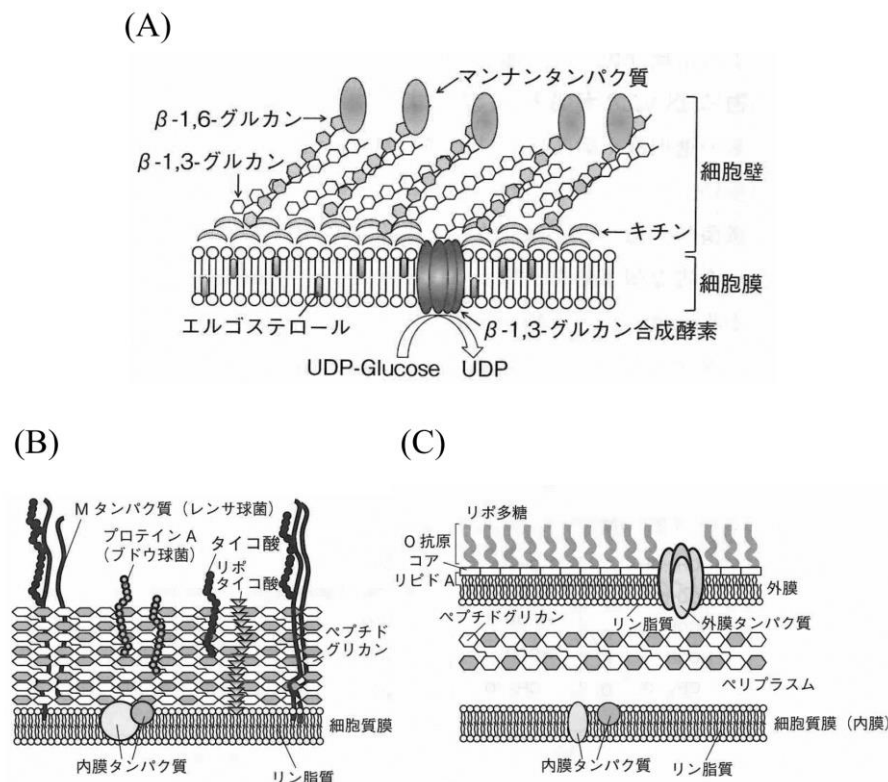 (A)
マンナンタンパク質
β-1,6-グルカン
β-1,3-グルカン
細胞壁
キチン
細胞膜
エルゴステロール
β-1,3-グルカン合成酵素
UDP-Glucose
UDP
(B)
Mタンパク質(レンサ球菌)
プロテインA
(ブドウ球菌)
タイコ酸
リポ
タイコ酸
ペプチド
グリカン
細胞質膜
内膜タンパク質
リン脂質
(C)
リポ多糖
O抗原
コア
リピドA
外膜
リン脂質
外膜タンパク質
ペプチドグリカン
ペリプラズム
細胞質膜(内膜)
内膜タンパク質
リン脂質